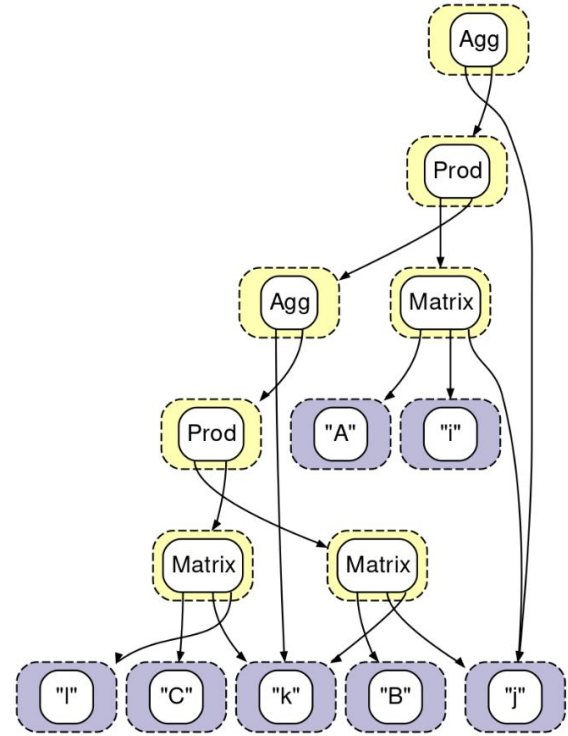 Agg
Prod
Agg
Matrix
Prod
"A"
"i"
Matrix
Matrix
"l"
"C"
"k"
"B"
"j"